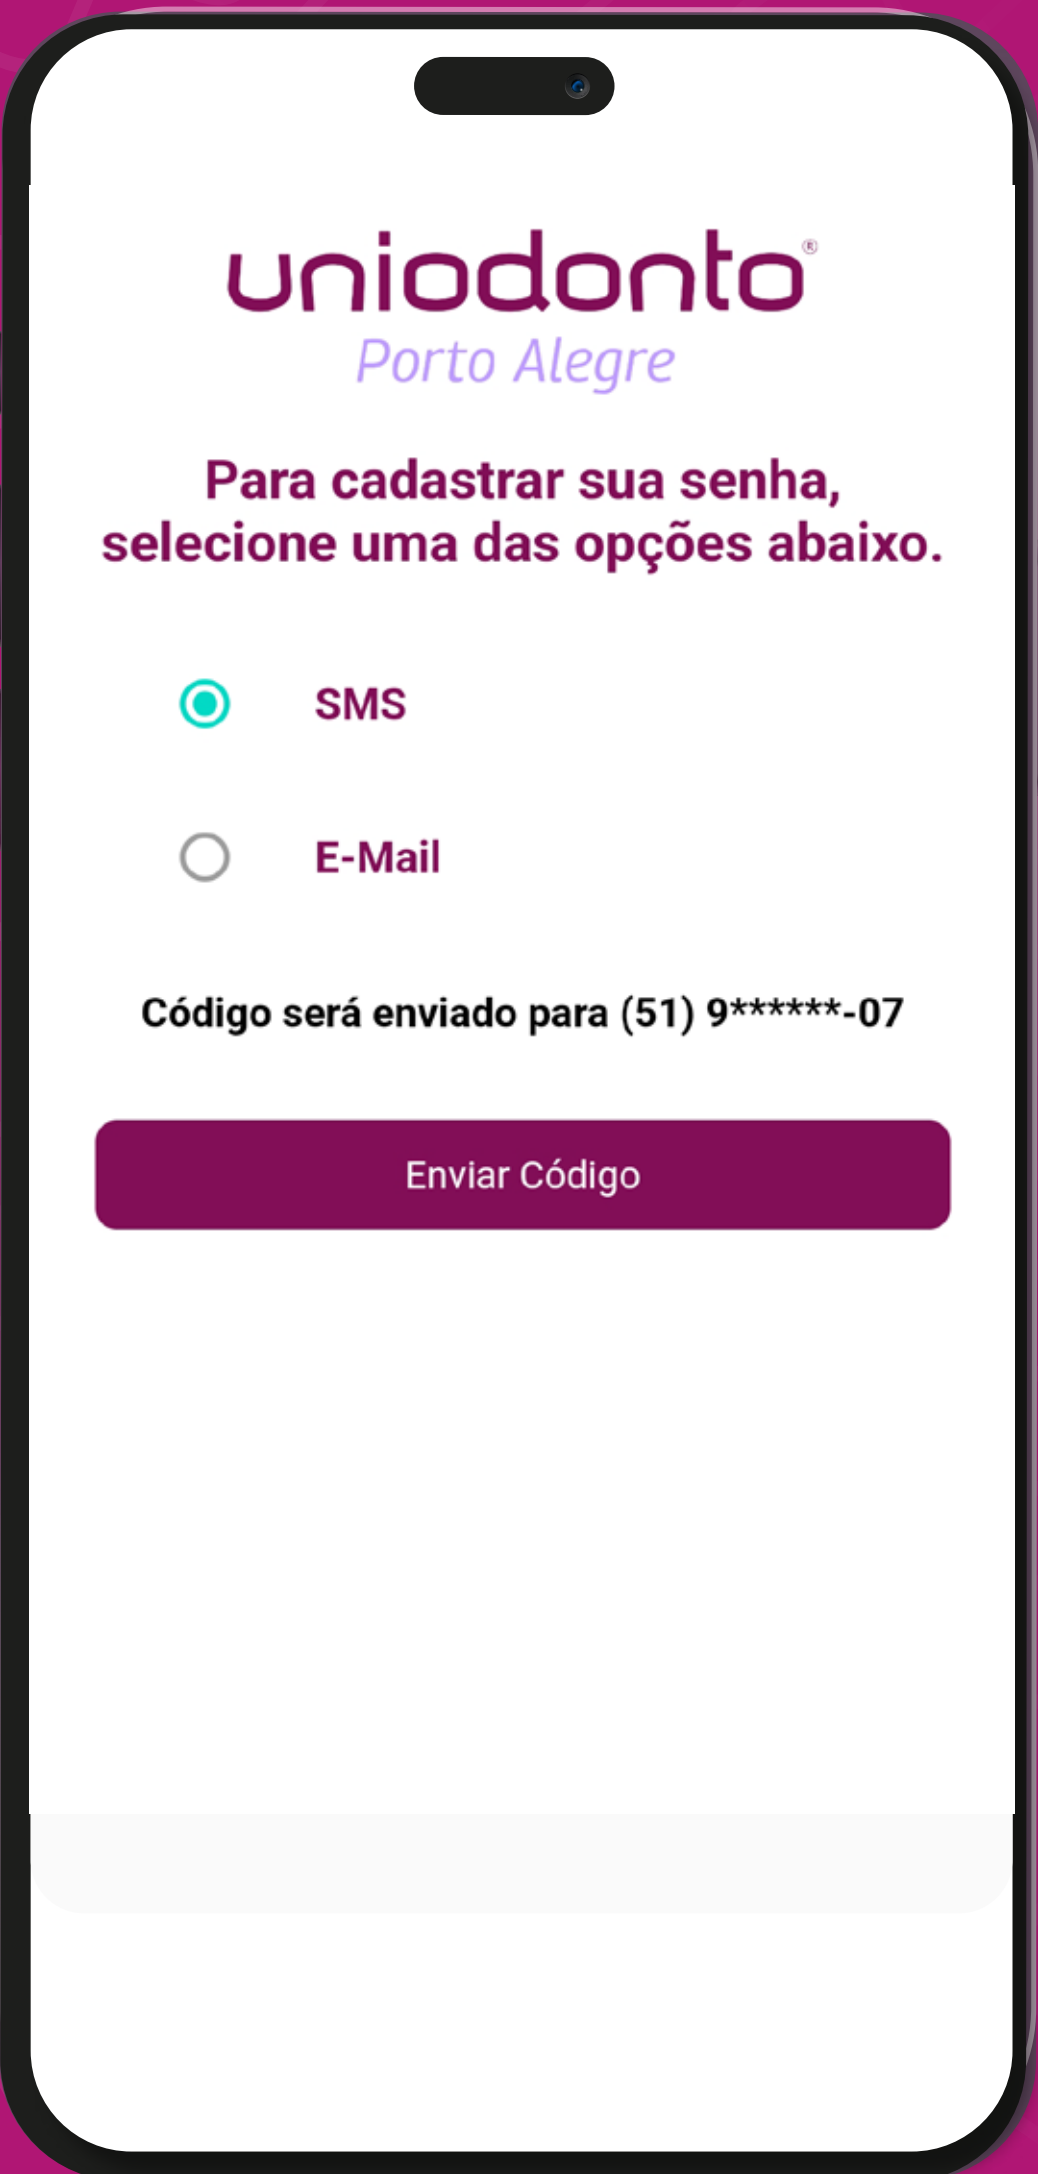 uniodonto®
Porto Alegre
Para cadastrar sua senha,
selecione uma das opções abaixo.
SMS
E-Mail
Código será enviado para (51) 9******-07
Enviar Código